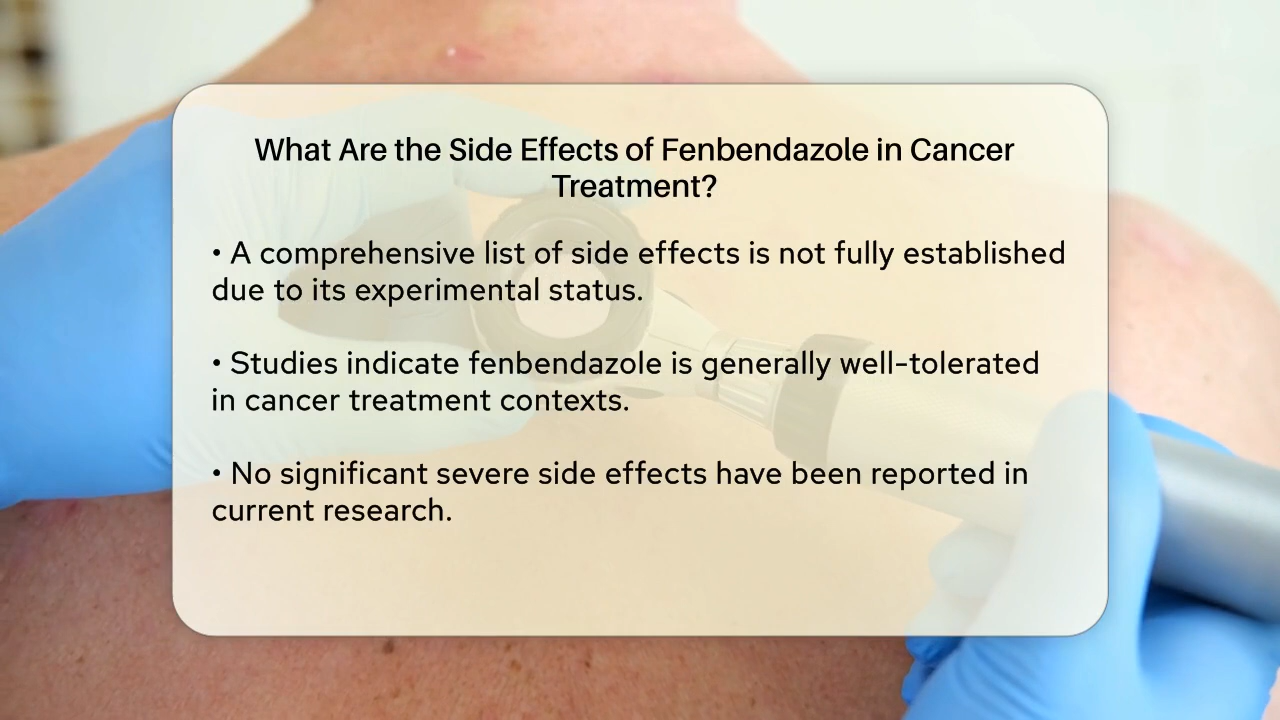 What Are the Side Effects of Fenbendazole in Cancer
Treatment?
• A comprehensive list of side effects is not fully established
due to its experimental status.
• Studies indicate fenbendazole is generally well-tolerated
in cancer treatment contexts.
• No significant severe side effects have been reported in
current research.